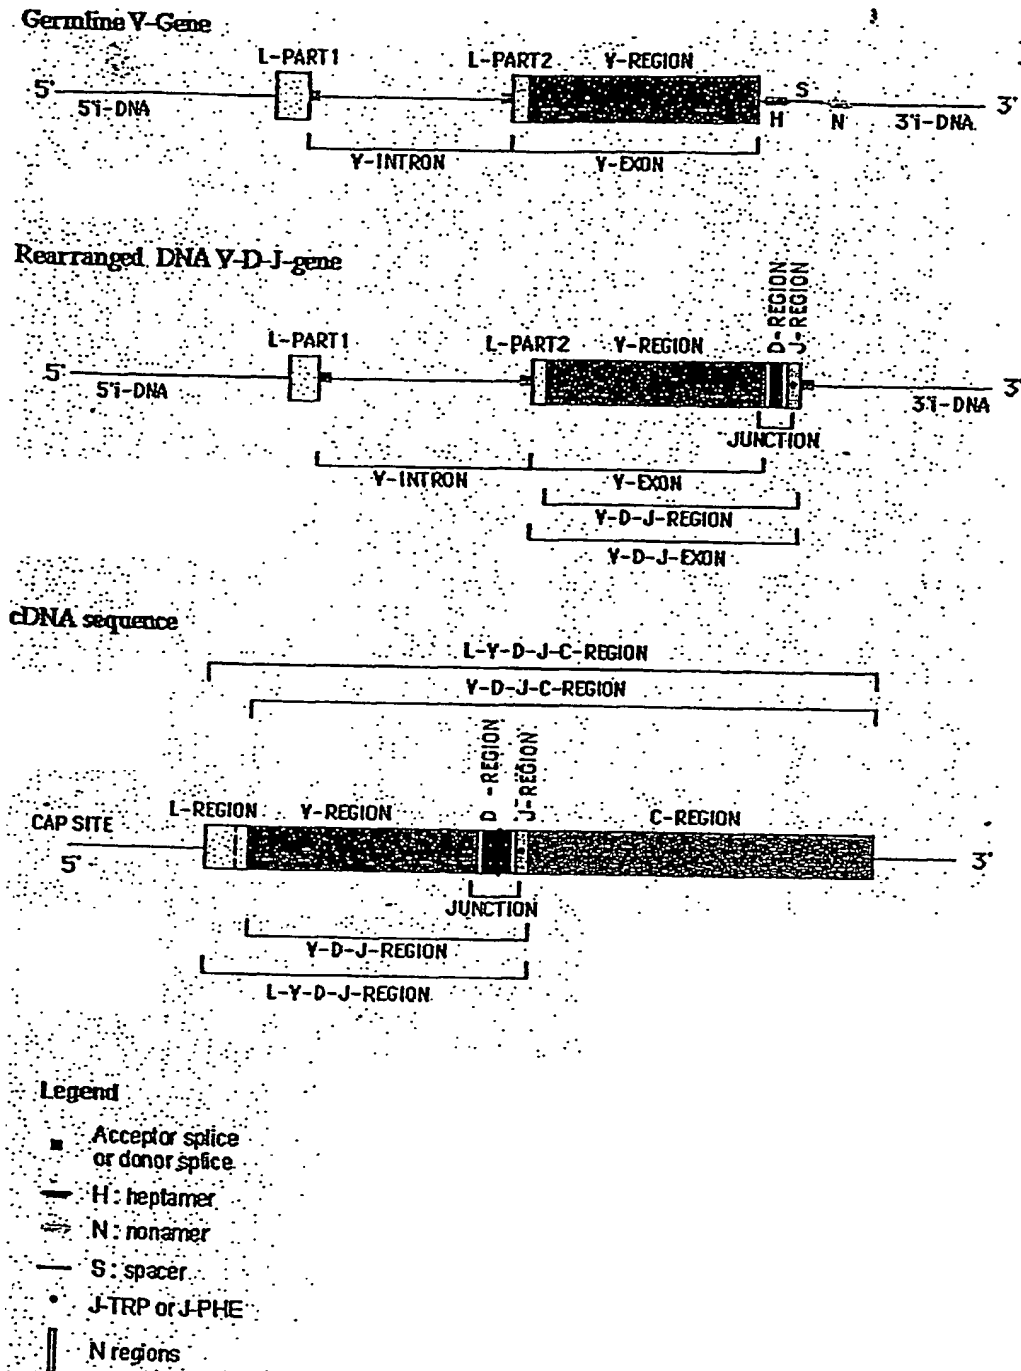 Germline V-Gene
L-PART1
L-PART2
V-REGION
5'
5'i-DNA
S
H
N
3'i-DNA
3'
V-INTRON
V-EXON
Rearranged DNA V-D-J-gene
D-REGION
J-REGION
L-PART1
L-PART2
V-REGION
5'
5'i-DNA
3'i-DNA
3'
JUNCTION
V-INTRON
V-EXON
V-D-J-REGION
V-D-J-EXON
cDNA sequence
L-V-D-J-C-REGION
V-D-J-C-REGION
D-REGION
J-REGION
L-REGION
V-REGION
C-REGION
CAP SITE
5'
3'
JUNCTION
V-D-J-REGION
L-V-D-J-REGION
Legend
Acceptor splice
or donor splice
H : heptamer
N : nonamer
S : spacer
J-TRP or J-PHE
N regions